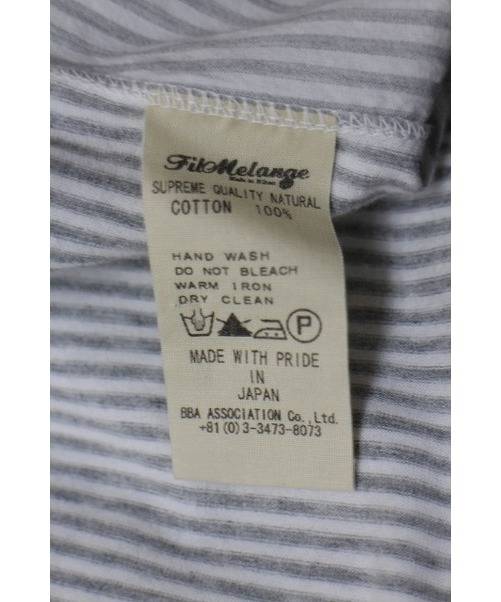 FilMelange
SUPREME QUALITY NATURAL
COTTON 100%
HAND WASH
DO NOT BLEACH
WARM IRON
DRY CLEAN
P
MADE WITH PRIDE
IN
JAPAN
BBA ASSOCIATION Co.,Ltd.
+81(0)3-3473-8073